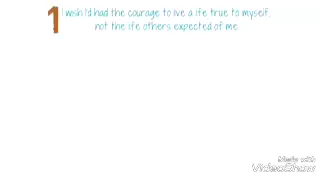 1 I wish I'd had the courage to live a life true to myself,
not the life others expected of me
Made with
VideoShow